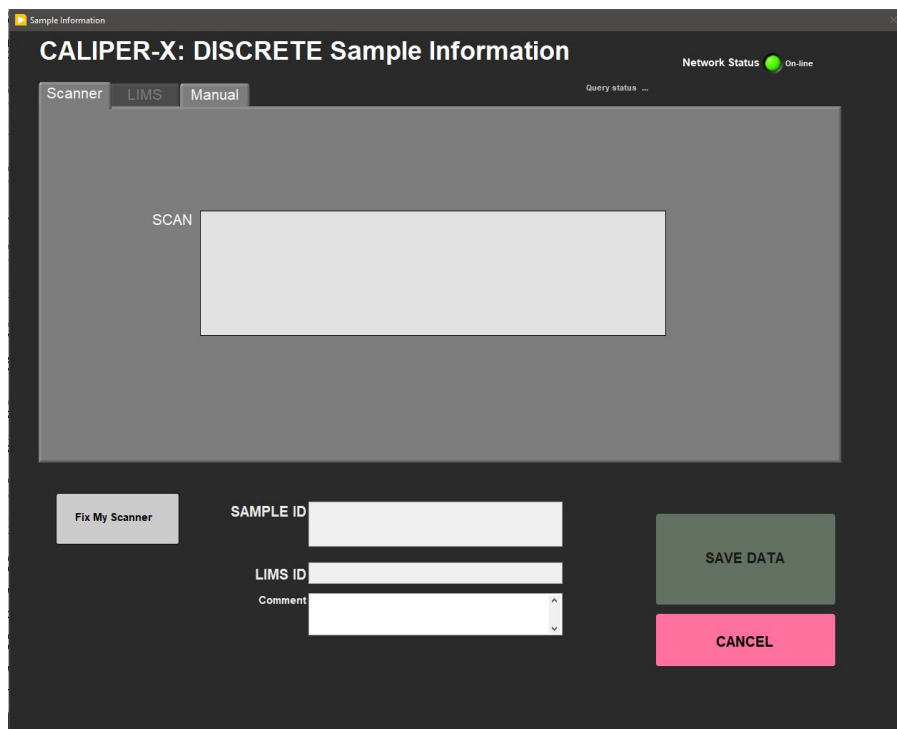 Sample Information
CALIPER-X: DISCRETE Sample Information
Network Status On-line
Query status ...
Scanner LIMS Manual
SCAN
Fix My Scanner
SAMPLE ID
LIMS ID
Comment
SAVE DATA
CANCEL